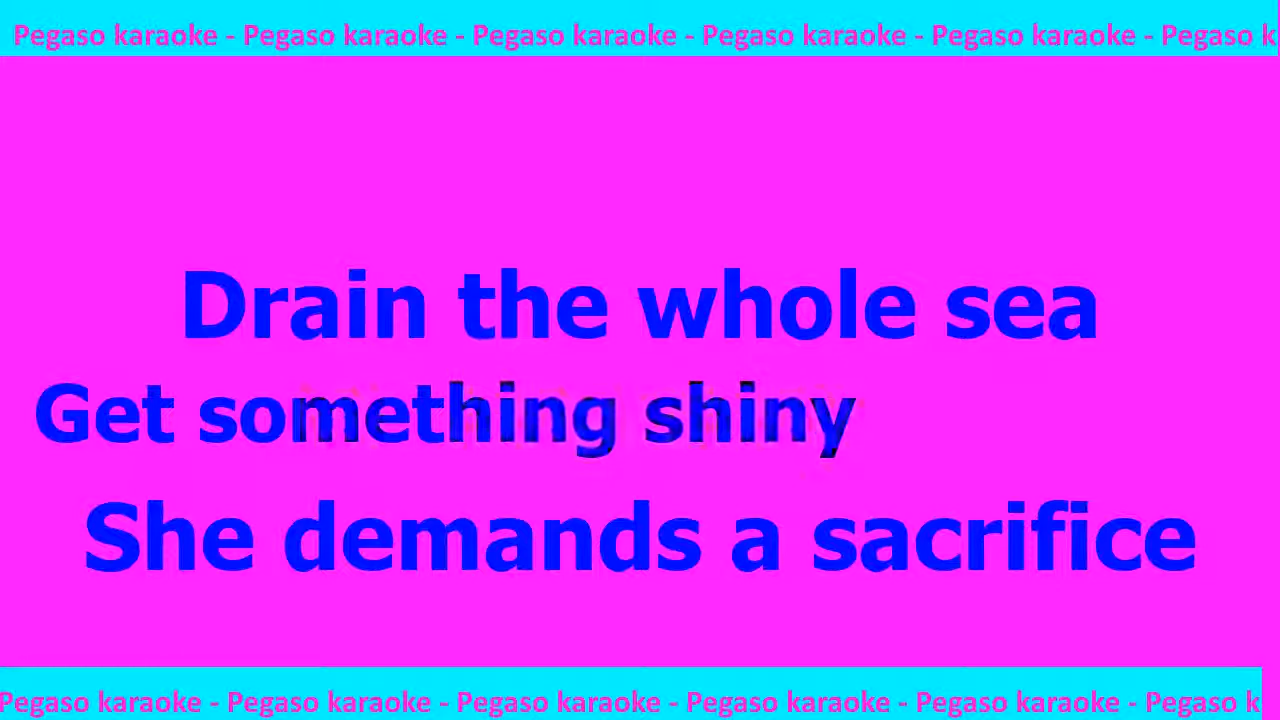 Pegaso karaoke - Pegaso karaoke - Pegaso karaoke - Pegaso karaoke - Pegaso karaoke - Pegaso k
Drain the whole sea
Get something shiny
She demands a sacrifice
Pegaso karaoke - Pegaso karaoke - Pegaso karaoke - Pegaso karaoke - Pegaso karaoke - Pegaso k